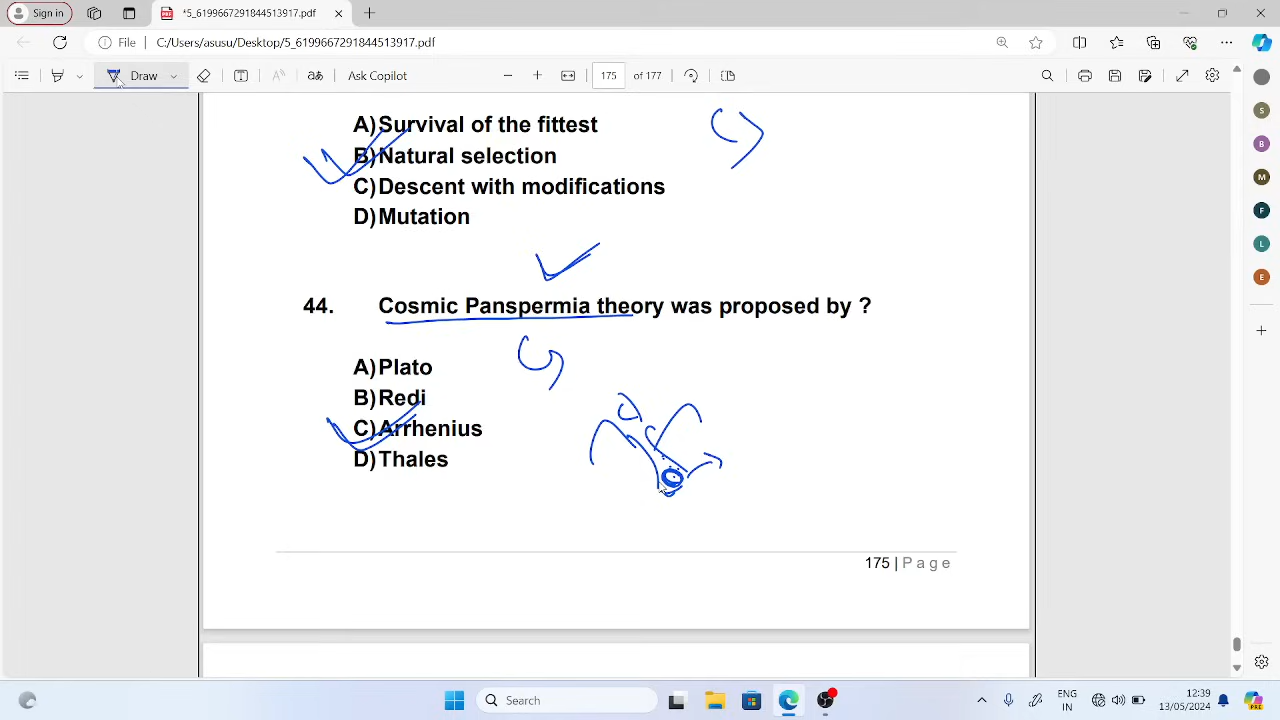 Sign in
*5_6199667291844513917.pdf
File
C:/Users/asusu/Desktop/5_6199667291844513917.pdf
Draw
Ask Copilot
175 of 177
A) Survival of the fittest
B) Natural selection
C) Descent with modifications
D) Mutation
44. Cosmic Panspermia theory was proposed by ?
A) Plato
B) Redi
C) Arrhenius
D) Thales
175 | Page
Search
ENG
IN
12:39
13/05/2024